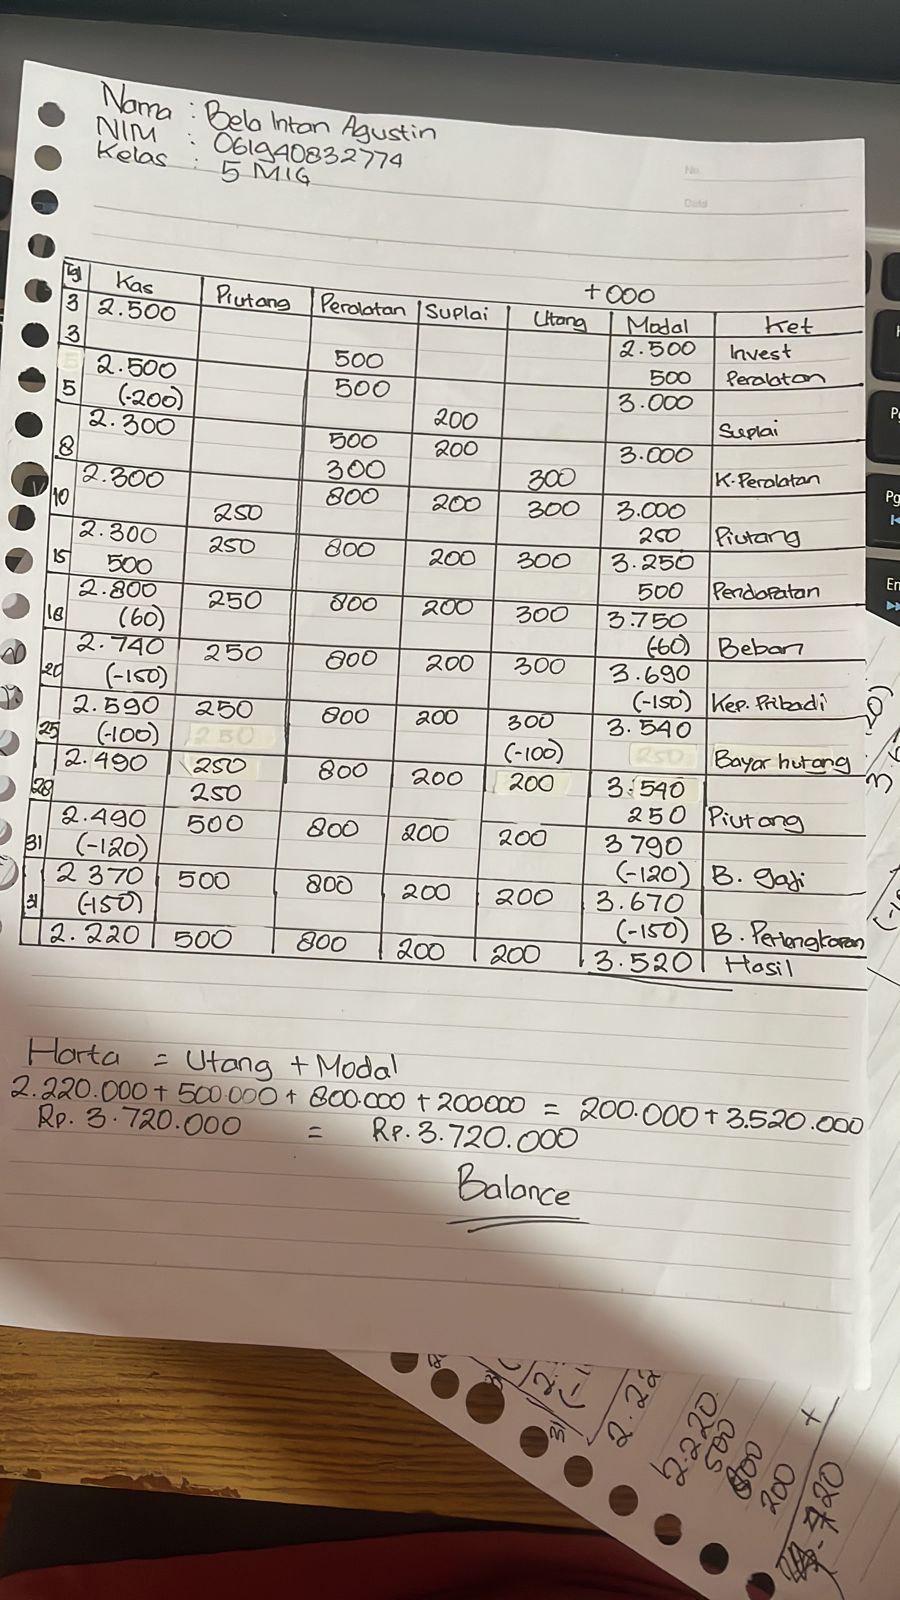 Nama : Bela Intan Agustin
NIM : 061940832774
Kelas : 5 MIG
No.
Date
+000
Tgl Kas Piutang Peralatan Suplai Utang Modal Ket
3 2.500 2.500 Invest
3 500 500 Peralatan
2.500 500 3.000
5 (-200) 200 Suplai
2.300 500 200 3.000
8 300 300 K. Peralatan
2.300 800 200 300 3.000
10 250 250 Piutang
2.300 250 800 200 300 3.250
15 500 500 Pendapatan
2.800 250 800 200 300 3.750
18 (60) (-60) Beban
2.740 250 800 200 300 3.690
20 (-150) (-150) Kep. Pribadi
2.590 250 800 200 300 3.540
25 (-100) (-100) Bayar hutang
2.490 250 800 200 200 3.540
28 250 250 Piutang
2.490 500 800 200 200 3790
31 (-120) (-120) B. gaji
2370 500 800 200 200 3.670
31 (-150) (-150) B. Perlengkapan
2.220 500 800 200 200 3.520 Hasil
Harta = Utang + Modal
2.220.000 + 500.000 + 800.000 + 200000 = 200.000 + 3.520.000
Rp. 3.720.000 = Rp. 3.720.000
Balance
2.220
500
800
200
+